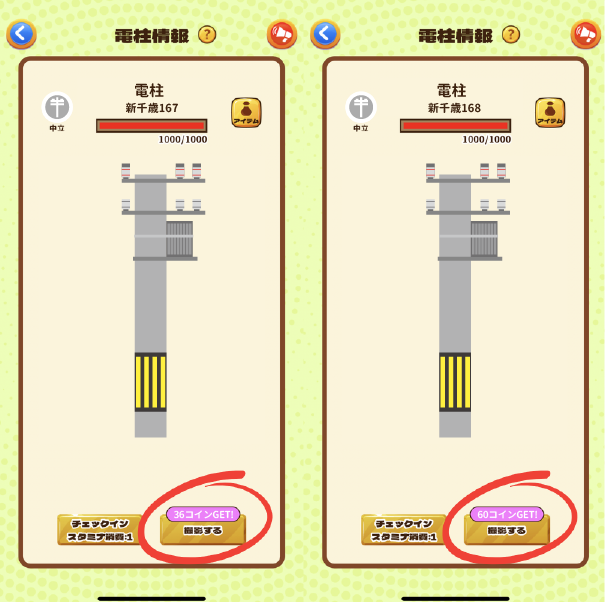 電柱情報 ?
電柱
新千歳167
中立
アイテム
1000/1000
36コインGET!
チェックイン
スタミナ消費:1
撮影する
電柱情報 ?
電柱
新千歳168
中立
アイテム
1000/1000
60コインGET!
チェックイン
スタミナ消費:1
撮影する